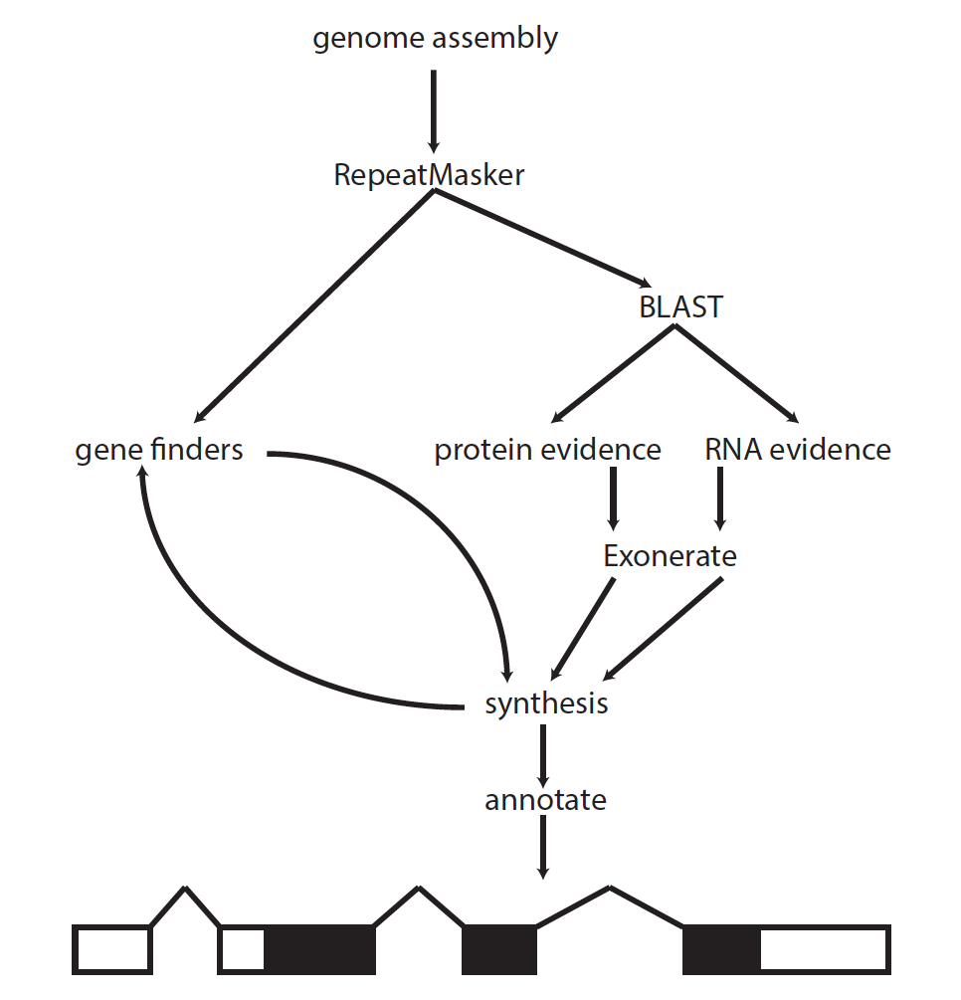 genome assembly
RepeatMasker
BLAST
gene finders
protein evidence
RNA evidence
Exonerate
synthesis
annotate